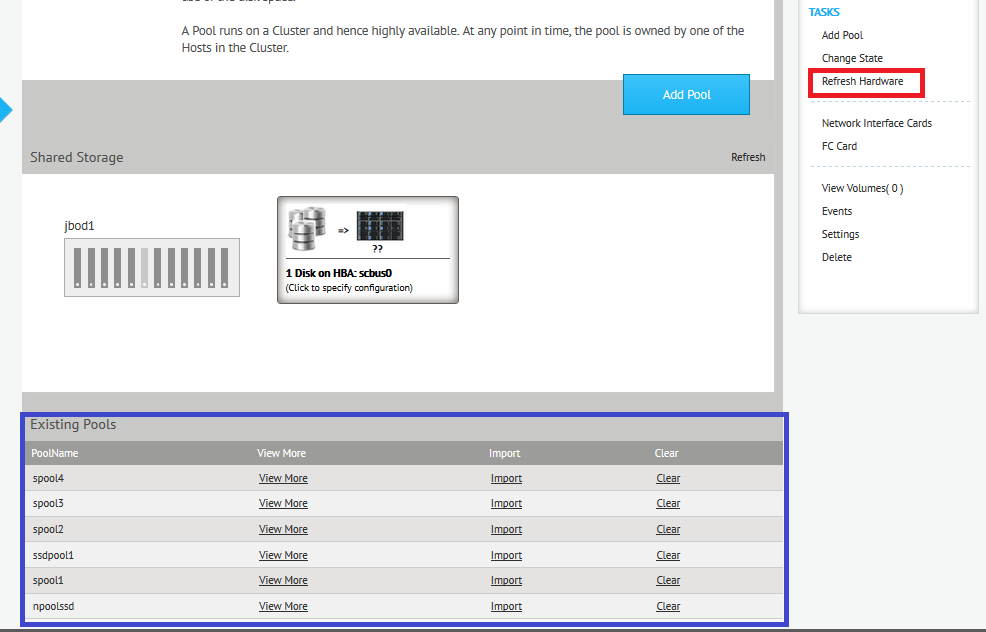 A Pool runs on a Cluster and hence highly available. At any point in time, the pool is owned by one of the
Hosts in the Cluster.
Add Pool
Shared Storage
Refresh
jbod1
=>
??
1 Disk on HBA: scbus0
(Click to specify configuration)
Existing Pools
PoolName View More Import Clear
spool4 View More Import Clear
spool3 View More Import Clear
spool2 View More Import Clear
ssdpool1 View More Import Clear
spool1 View More Import Clear
npoolssd View More Import Clear
TASKS
Add Pool
Change State
Refresh Hardware
Network Interface Cards
FC Card
View Volumes( 0 )
Events
Settings
Delete